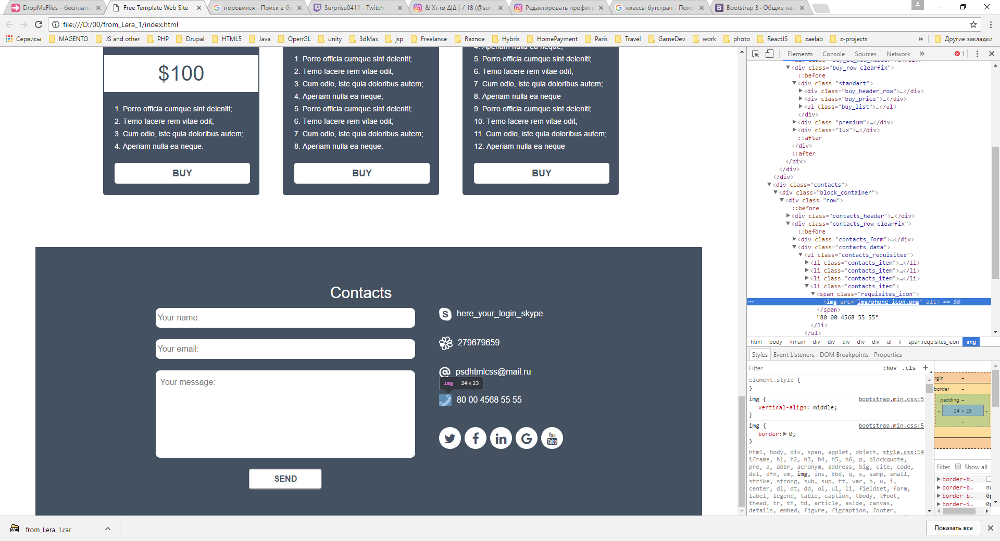 DropMeFiles – бесплатн
Free Template Web Site
норовился - Поиск в Go
Surprise0411 - Twitch
& Xï-rø Δ|Δ |-/ 18 (@surp
Редактировать профиль
классы бутстрап - Поис
Bootstrap 3 · Общие нас
file:///D:/00/from_Lera_1/index.html
Сервисы
MAGENTO
JS and other
PHP
Drupal
HTML5
Java
OpenGL
unity
3dMax
jsp
Freelance
Raznoe
Hybris
HomePayment
Paris
Travel
GameDev
work
photo
ReactJS
zaelab
z-projects
»
Другие закладки
$100
1. Porro officia cumque sint deleniti;
2. Temo facere rem vitae odit;
3. Cum odio, iste quia doloribus autem;
4. Aperiam nulla ea neque.
BUY
1. Porro officia cumque sint deleniti;
2. Temo facere rem vitae odit;
3. Cum odio, iste quia doloribus autem;
4. Aperiam nulla ea neque;
5. Porro officia cumque sint deleniti;
6. Temo facere rem vitae odit;
7. Cum odio, iste quia doloribus autem;
8. Aperiam nulla ea neque.
BUY
4. Aperiam nulla ea neque;
5. Porro officia cumque sint deleniti;
6. Temo facere rem vitae odit;
7. Cum odio, iste quia doloribus autem;
8. Aperiam nulla ea neque
9. Porro officia cumque sint deleniti;
10. Temo facere rem vitae odit;
11. Cum odio, iste quia doloribus autem;
12. Aperiam nulla ea neque
BUY
Contacts
Your name:
Your email:
Your message:
SEND
here_your_login_skype
279679659
psdhtmlcss@mail.ru
img | 24 × 23
80 00 4568 55 55
You
Tube
Elements Console Sources Network » 1
<div class="buy_it_row_header">…</div>
<div class="buy_row clearfix">
::before
<div class="standart">
<div class="buy_header_row">…</div>
<div class="buy_price">…</div>
<ul class="buy_list">…</ul>
</div>
<div class="premium">…</div>
<div class="lux">…</div>
::after
</div>
::after
</div>
</div>
</div>
<div class="contacts">
<div class="block_container">
<div class="row">
::before
<div class="contacts_header">…</div>
<div class="contacts_row clearfix">
::before
<div class="contacts_form">…</div>
<div class="contacts_data">
<ul class="contacts_requisites">
<li class="contacts_item">…</li>
<li class="contacts_item">…</li>
<li class="contacts_item">…</li>
<li class="contacts_item">
<span class="requisites_icon">
<img src="img/phone_icon.png" alt> == $0
</span>
"80 00 4568 55 55"
</li>
</ul>
html body #main div div div div div ul li span.requisites_icon img
Styles Event Listeners DOM Breakpoints Properties
Filter :hov .cls +
element.style {
}
img { bootstrap.min.css:5
vertical-align: middle;
}
img { bootstrap.min.css:5
border: 0;
}
html, body, div, span, applet, object, style.css:14
iframe, h1, h2, h3, h4, h5, h6, p, blockquote,
pre, a, abbr, acronym, address, big, cite, code,
del, dfn, em, img, ins, kbd, q, s, samp, small,
strike, strong, sub, sup, tt, var, b, u, i,
center, dl, dt, dd, ol, ul, li, fieldset, form,
label, legend, table, caption, tbody, tfoot,
thead, tr, th, td, article, aside, canvas,
details, embed, figure, figcaption, footer,
rgin –
border –
padding –
– 24 × 23 –
–
–
–
Filter Show all
border-b…
border-b… nc
border-b… 0p
border-i… 0p
from_Lera_1.rar
Показать все